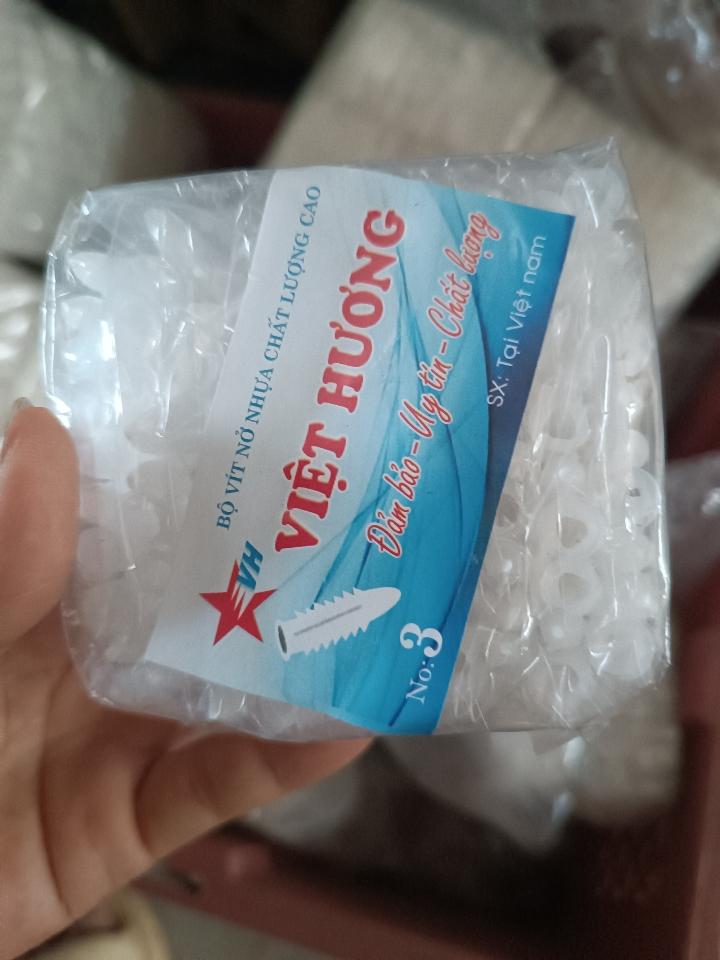 BỘ VÍT NỞ NHỰA CHẤT LƯỢNG CAO
VIỆT HƯƠNG
Đảm bảo - Uy tín - Chất lượng
SX: Tại Việt nam
VH
No: 3